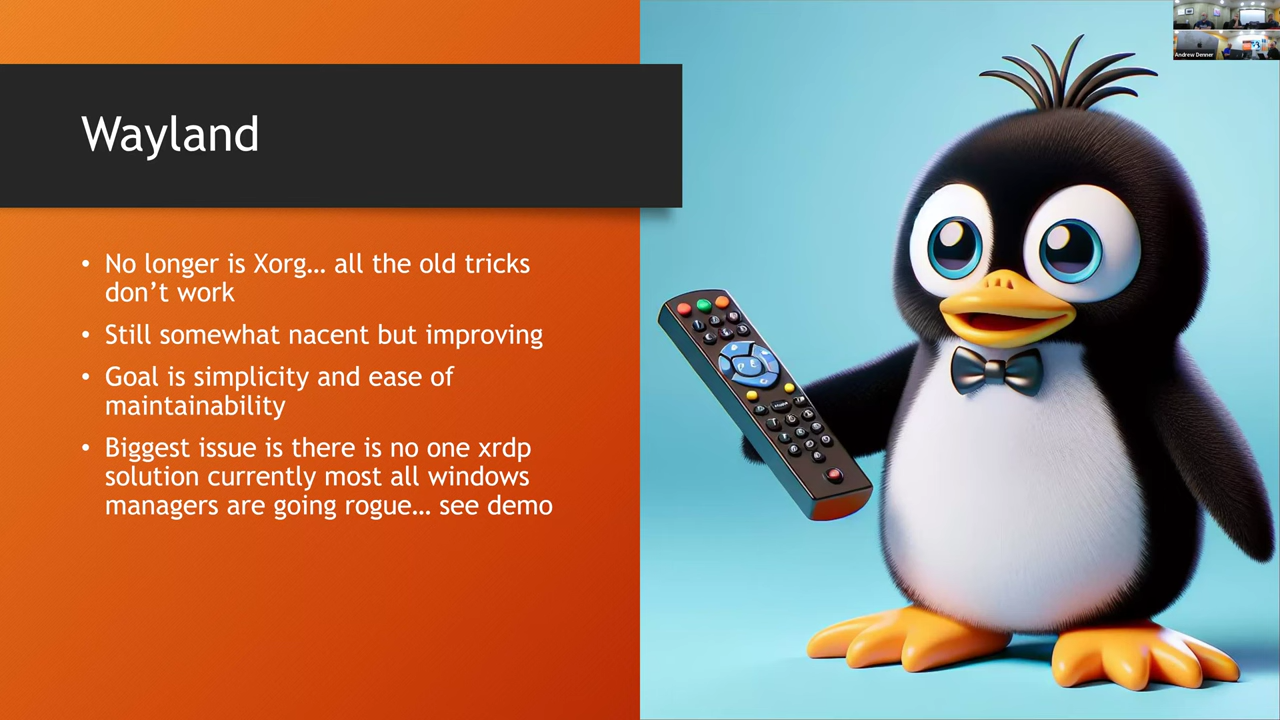 Wayland
• No longer is Xorg... all the old tricks
don't work
• Still somewhat nacent but improving
• Goal is simplicity and ease of
maintainability
• Biggest issue is there is no one xrdp
solution currently most all windows
managers are going rogue... see demo
Andrew Denner